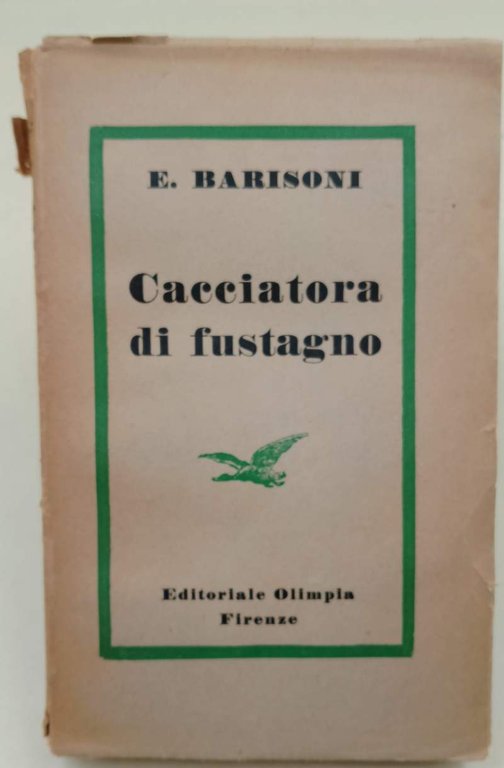 E. BARISONI
Cacciatora
di fustagno
Editoriale Olimpia
Firenze